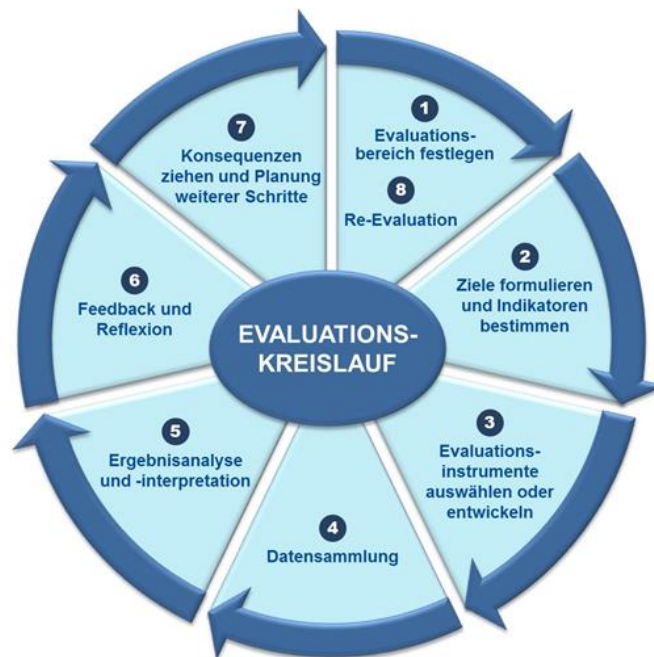 1
Evaluations-
bereich festlegen
8
Re-Evaluation
2
Ziele formulieren
und Indikatoren
bestimmen
3
Evaluations-
instrumente
auswählen oder
entwickeln
4
Datensammlung
5
Ergebnisanalyse
und -interpretation
6
Feedback und
Reflexion
7
Konsequenzen
ziehen und Planung
weiterer Schritte
EVALUATIONS-
KREISLAUF